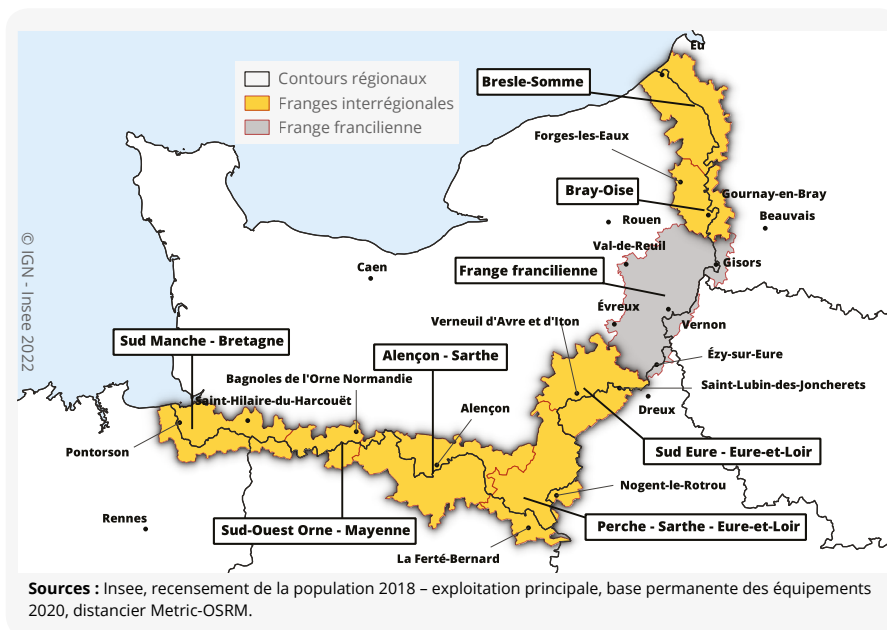 Eu
Bresle-Somme
Contours régionaux
Franges interrégionales
Frange francilienne
Forges-les-Eaux
Bray-Oise
Gournay-en-Bray
Beauvais
Rouen
Val-de-Reuil
Gisors
Frange francilienne
Caen
Évreux
Verneuil d'Avre et d'Iton
Vernon
© IGN - Insee 2022
Sud Manche - Bretagne
Alençon - Sarthe
Ézy-sur-Eure
Bagnoles de l'Orne Normandie
Saint-Lubin-des-Joncherets
Saint-Hilaire-du-Harcouët
Alençon
Dreux
Pontorson
Sud Eure - Eure-et-Loir
Nogent-le-Rotrou
Rennes
Sud-Ouest Orne - Mayenne
Perche - Sarthe - Eure-et-Loir
La Ferté-Bernard
Sources : Insee, recensement de la population 2018 – exploitation principale, base permanente des équipements
2020, distancier Metric-OSRM.